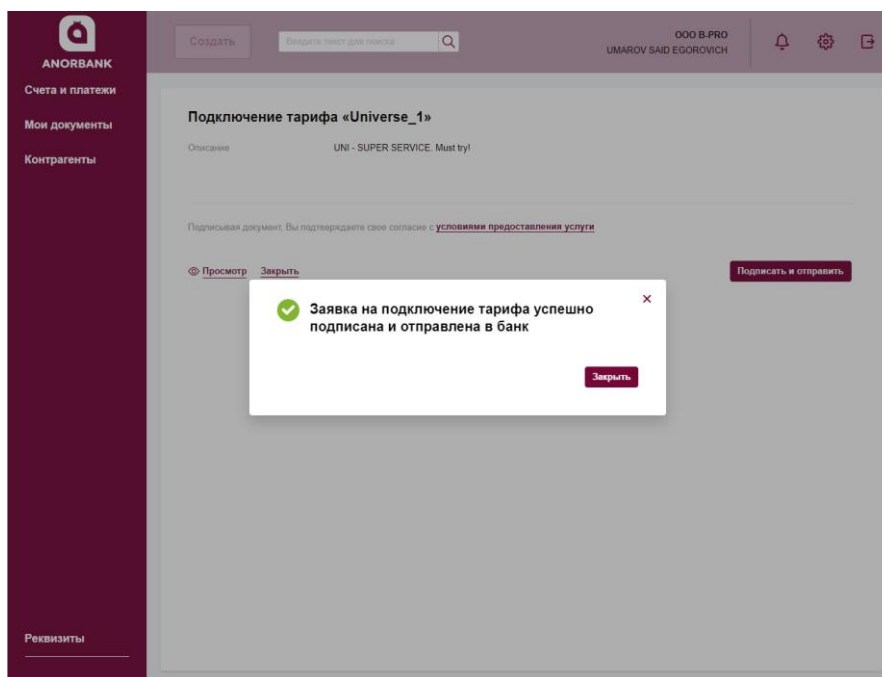 ANORBANK
Создать
Введите текст для поиска
ООО B-PRO
UMAROV SAID EGOROVICH
Счета и платежи
Мои документы
Контрагенты
Подключение тарифа «Universe_1»
Описание
UNI - SUPER SERVICE. Must try!
Подписывая документ, Вы подтверждаете свое согласие с условиями предоставления услуги
Просмотр
Закрыть
Подписать и отправить
Заявка на подключение тарифа успешно
подписана и отправлена в банк
Закрыть
Реквизиты